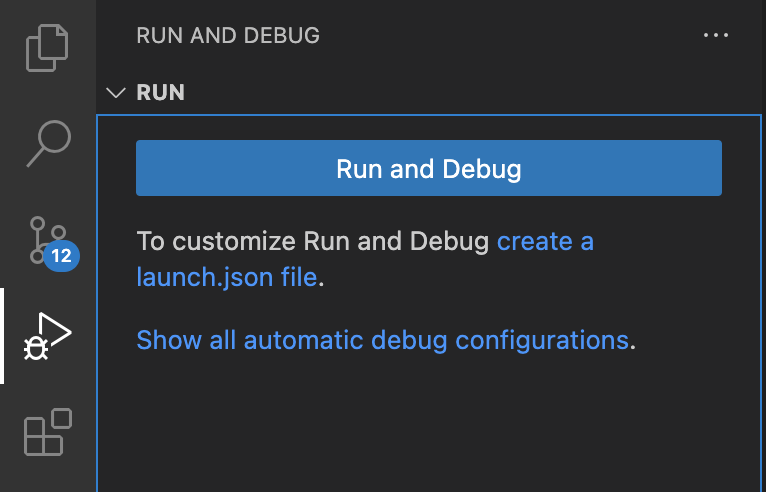 RUN AND DEBUG
RUN
Run and Debug
To customize Run and Debug create a
launch.json file.
12
Show all automatic debug configurations.